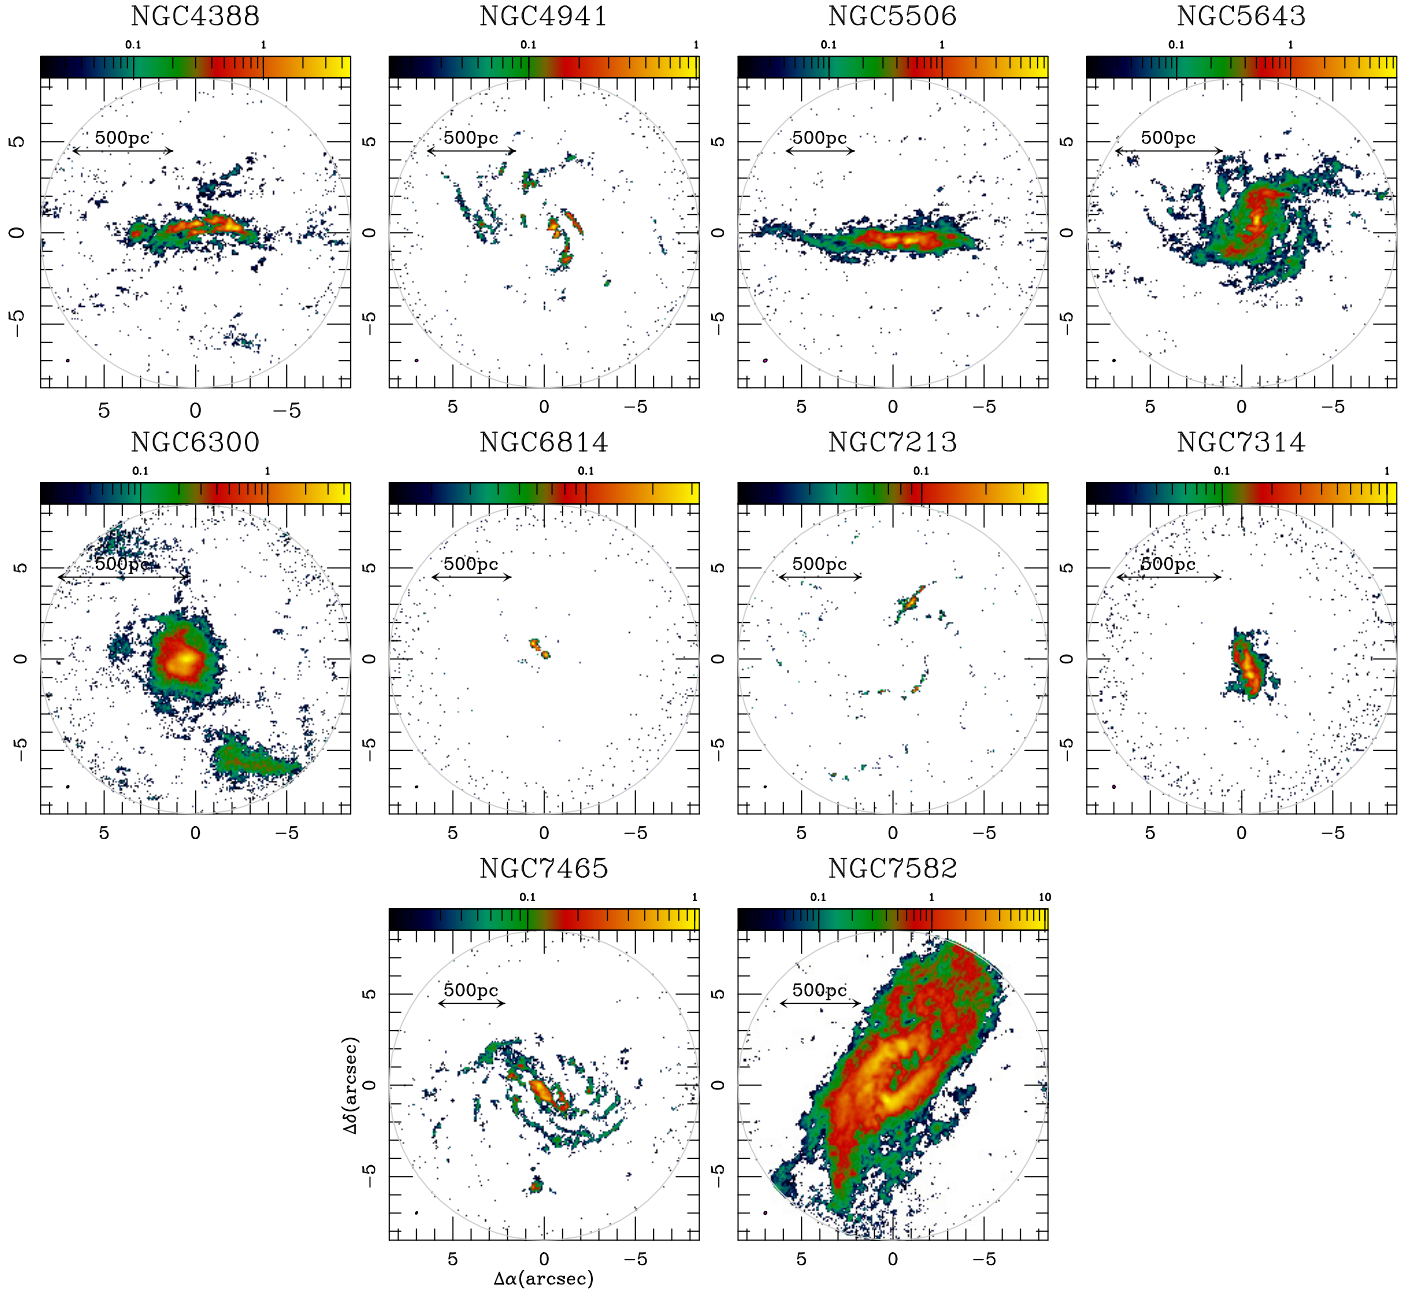 NGC4388 NGC4941 NGC5506 NGC5643
0.1 1 0.1 1 0.1 1 0.1 1
500pc 500pc 500pc 500pc
5 5 5 5
0 0 0 0
−5 −5 −5 −5
5 0 −5 5 0 −5 5 0 −5 5 0 −5
NGC6300 NGC6814 NGC7213 NGC7314
0.1 1 0.1 0.1 0.1 1
500pc 500pc 500pc 500pc
5 5 5 5
0 0 0 0
−5 −5 −5 −5
5 0 −5 5 0 −5 5 0 −5 5 0 −5
NGC7465 NGC7582
0.1 1 0.1 1 10
500pc 500pc
5 5
0 0
−5 −5
Δδ(arcsec)
5 0 −5 5 0 −5
Δα(arcsec)